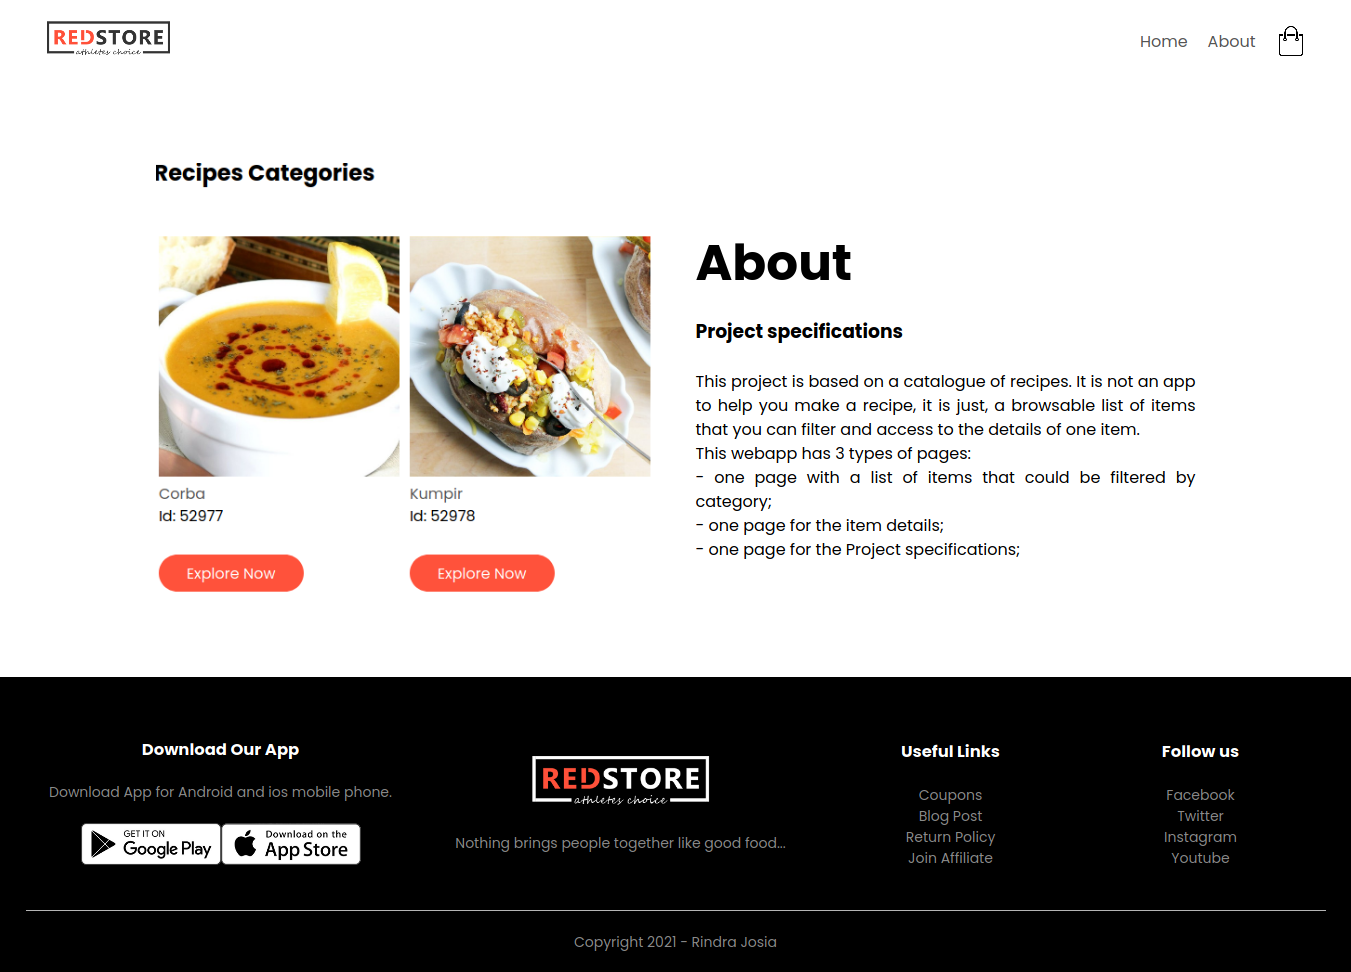 REDSTORE
athletes choice
Home
About
Recipes Categories
Corba
Id: 52977
Explore Now
Kumpir
Id: 52978
Explore Now
About
Project specifications
This project is based on a catalogue of recipes. It is not an app
to help you make a recipe, it is just, a browsable list of items
that you can filter and access to the details of one item.
This webapp has 3 types of pages:
- one page with a list of items that could be filtered by
category;
- one page for the item details;
- one page for the Project specifications;
Download Our App
Download App for Android and ios mobile phone.
GET IT ON
Google Play
Download on the
App Store
REDSTORE
athletes choice
Nothing brings people together like good food...
Useful Links
Coupons
Blog Post
Return Policy
Join Affiliate
Follow us
Facebook
Twitter
Instagram
Youtube
Copyright 2021 - Rindra Josia